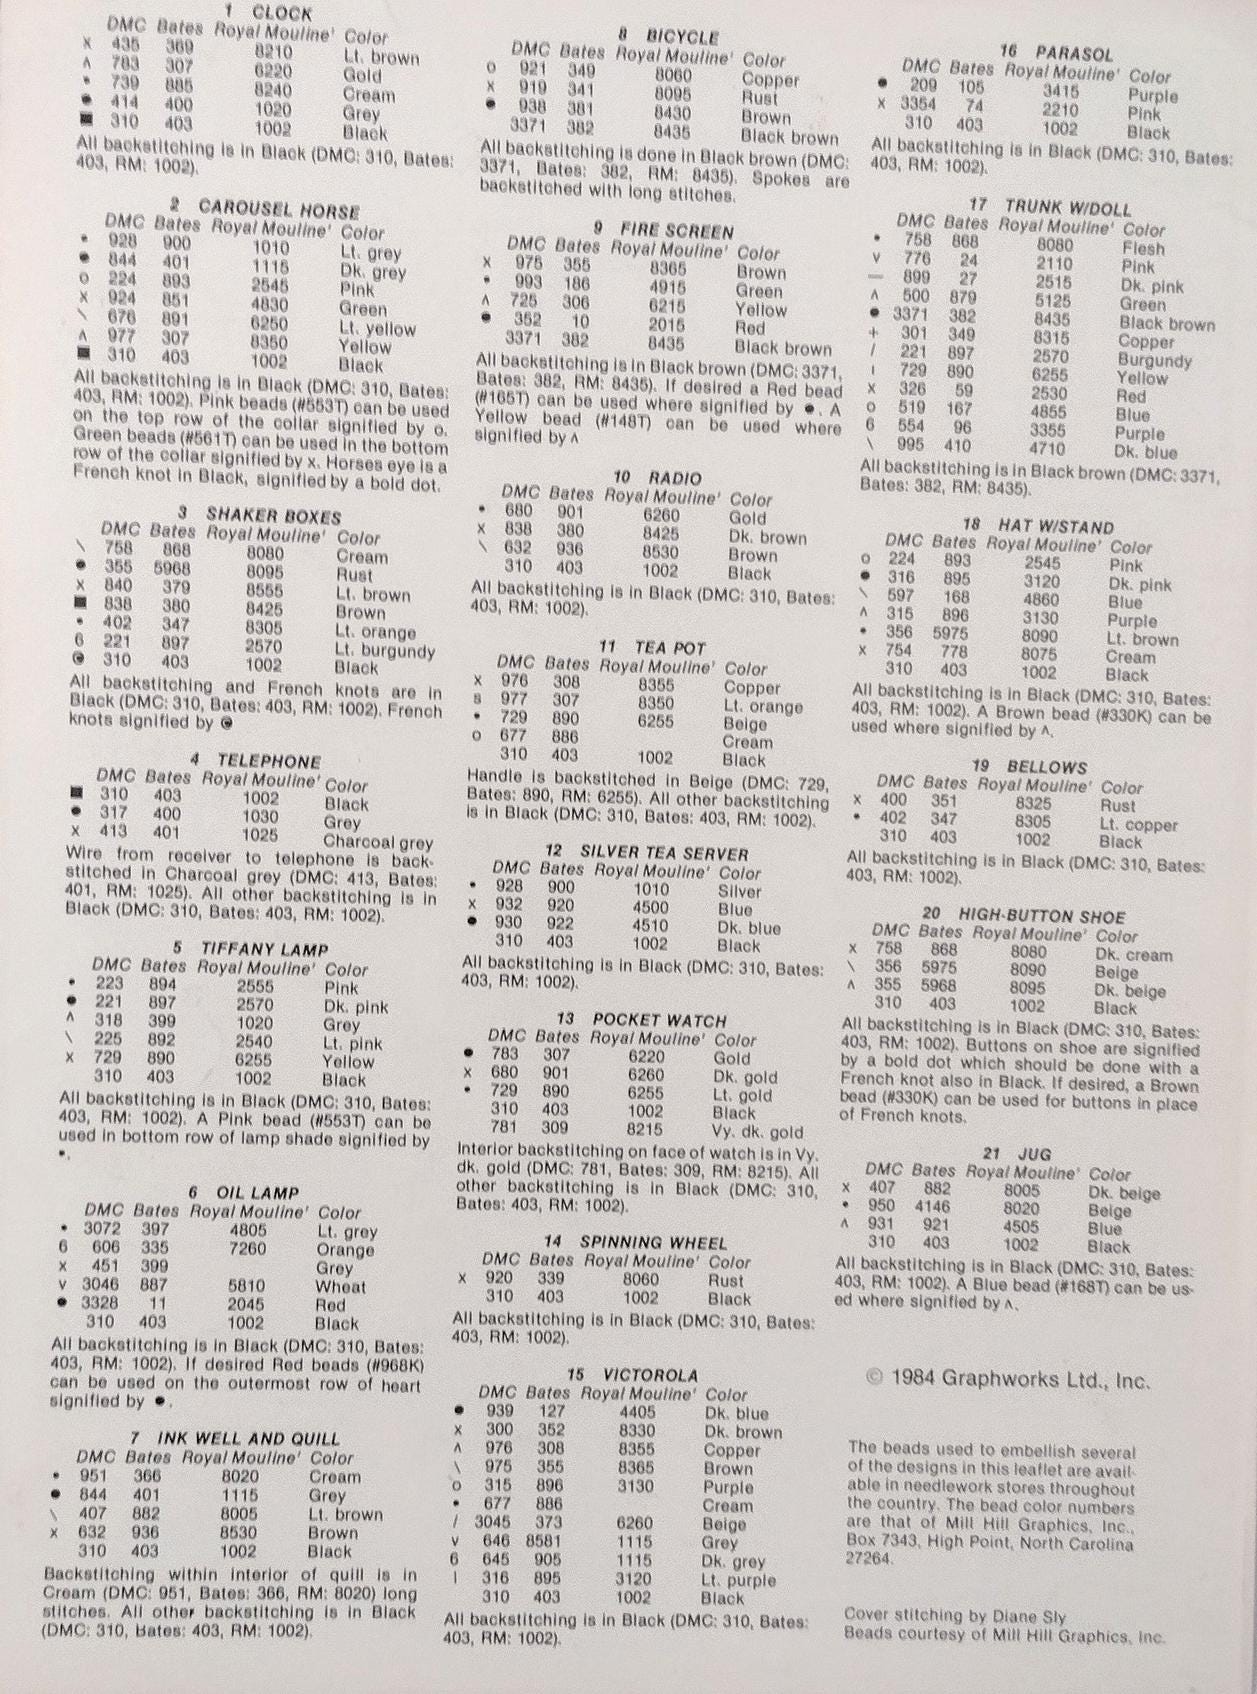 1 CLOCK
DMC Bates Royal Mouline' Color
x 435 369 8210 Lt. brown
^ 783 307 6220 Gold
• 739 885 8240 Cream
● 414 400 1020 Grey
■ 310 403 1002 Black
All backstitching is in Black (DMC: 310, Bates:
403, RM: 1002).
2 CAROUSEL HORSE
DMC Bates Royal Mouline' Color
• 928 900 1010 Lt. grey
● 844 401 1115 Dk. grey
o 224 893 2545 Pink
x 924 851 4830 Green
\ 676 891 6250 Lt. yellow
^ 977 307 8350 Yellow
■ 310 403 1002 Black
All backstitching is in Black (DMC: 310, Bates:
403, RM: 1002). Pink beads (#553T) can be used
on the top row of the collar signified by o.
Green beads (#561T) can be used in the bottom
row of the collar signified by x. Horses eye is a
French knot in Black, signified by a bold dot.
3 SHAKER BOXES
DMC Bates Royal Mouline' Color
\ 758 868 8080 Cream
● 355 5968 8095 Rust
x 840 379 8555 Lt. brown
■ 838 380 8425 Brown
• 402 347 8305 Lt. orange
6 221 897 2570 Lt. burgundy
@ 310 403 1002 Black
All backstitching and French knots are in
Black (DMC: 310, Bates: 403, RM: 1002). French
knots signified by @
4 TELEPHONE
DMC Bates Royal Mouline' Color
■ 310 403 1002 Black
● 317 400 1030 Grey
x 413 401 1025 Charcoal grey
Wire from receiver to telephone is back-
stitched in Charcoal grey (DMC: 413, Bates:
401, RM: 1025). All other backstitching is in
Black (DMC: 310, Bates: 403, RM: 1002).
5 TIFFANY LAMP
DMC Bates Royal Mouline' Color
• 223 894 2555 Pink
● 221 897 2570 Dk. pink
^ 318 399 1020 Grey
\ 225 892 2540 Lt. pink
x 729 890 6255 Yellow
310 403 1002 Black
All backstitching is in Black (DMC: 310, Bates:
403, RM: 1002). A Pink bead (#553T) can be
used in bottom row of lamp shade signified by
•.
6 OIL LAMP
DMC Bates Royal Mouline' Color
• 3072 397 4805 Lt. grey
6 606 335 7260 Orange
x 451 399 Grey
v 3046 887 5810 Wheat
● 3328 11 2045 Red
310 403 1002 Black
All backstitching is in Black (DMC: 310, Bates:
403, RM: 1002). If desired Red beads (#968K)
can be used on the outermost row of heart
signified by ●.
7 INK WELL AND QUILL
DMC Bates Royal Mouline' Color
• 951 366 8020 Cream
● 844 401 1115 Grey
\ 407 882 8005 Lt. brown
x 632 936 8530 Brown
310 403 1002 Black
Backstitching within interior of quill is in
Cream (DMC: 951, Bates: 366, RM: 8020) long
stitches. All other backstitching is in Black
(DMC: 310, Bates: 403, RM: 1002).
8 BICYCLE
DMC Bates Royal Mouline' Color
o 921 349 8060 Copper
x 919 341 8095 Rust
● 938 381 8430 Brown
3371 382 8435 Black brown
All backstitching is done in Black brown (DMC:
3371, Bates: 382, RM: 8435). Spokes are
backstitched with long stitches.
9 FIRE SCREEN
DMC Bates Royal Mouline' Color
x 975 355 8365 Brown
• 993 186 4915 Green
^ 725 306 6215 Yellow
● 352 10 2015 Red
3371 382 8435 Black brown
All backstitching is in Black brown (DMC: 3371,
Bates: 382, RM: 8435). If desired a Red bead
(#165T) can be used where signified by ●. A
Yellow bead (#148T) can be used where
signified by ^
10 RADIO
DMC Bates Royal Mouline' Color
• 680 901 6260 Gold
x 838 380 8425 Dk. brown
\ 632 936 8530 Brown
310 403 1002 Black
All backstitching is in Black (DMC: 310, Bates:
403, RM: 1002).
11 TEA POT
DMC Bates Royal Mouline' Color
x 976 308 8355 Copper
s 977 307 8350 Lt. orange
• 729 890 6255 Beige
o 677 886 Cream
310 403 1002 Black
Handle is backstitched in Beige (DMC: 729,
Bates: 890, RM: 6255). All other backstitching
is in Black (DMC: 310, Bates: 403, RM: 1002).
12 SILVER TEA SERVER
DMC Bates Royal Mouline' Color
• 928 900 1010 Silver
x 932 920 4500 Blue
● 930 922 4510 Dk. blue
310 403 1002 Black
All backstitching is in Black (DMC: 310, Bates:
403, RM: 1002).
13 POCKET WATCH
DMC Bates Royal Mouline' Color
● 783 307 6220 Gold
x 680 901 6260 Dk. gold
• 729 890 6255 Lt. gold
310 403 1002 Black
781 309 8215 Vy. dk. gold
Interior backstitching on face of watch is in Vy.
dk. gold (DMC: 781, Bates: 309, RM: 8215). All
other backstitching is in Black (DMC: 310,
Bates: 403, RM: 1002).
14 SPINNING WHEEL
DMC Bates Royal Mouline' Color
x 920 339 8060 Rust
310 403 1002 Black
All backstitching is in Black (DMC: 310, Bates:
403, RM: 1002).
15 VICTOROLA
DMC Bates Royal Mouline' Color
● 939 127 4405 Dk. blue
x 300 352 8330 Dk. brown
^ 976 308 8355 Copper
\ 975 355 8365 Brown
o 315 896 3130 Purple
• 677 886 Cream
/ 3045 373 6260 Beige
v 646 8581 1115 Grey
6 645 905 1115 Dk. grey
| 316 895 3120 Lt. purple
310 403 1002 Black
All backstitching is in Black (DMC: 310, Bates:
403, RM: 1002).
16 PARASOL
DMC Bates Royal Mouline' Color
● 209 105 3415 Purple
x 3354 74 2210 Pink
310 403 1002 Black
All backstitching is in Black (DMC: 310, Bates:
403, RM: 1002).
17 TRUNK W/DOLL
DMC Bates Royal Mouline' Color
• 758 868 8080 Flesh
v 776 24 2110 Pink
— 899 27 2515 Dk. pink
^ 500 879 5125 Green
● 3371 382 8435 Black brown
+ 301 349 8315 Copper
/ 221 897 2570 Burgundy
| 729 890 6255 Yellow
x 326 59 2530 Red
o 519 167 4855 Blue
6 554 96 3355 Purple
\ 995 410 4710 Dk. blue
All backstitching is in Black brown (DMC: 3371,
Bates: 382, RM: 8435).
18 HAT W/STAND
DMC Bates Royal Mouline' Color
o 224 893 2545 Pink
● 316 895 3120 Dk. pink
\ 597 168 4860 Blue
^ 315 896 3130 Purple
• 356 5975 8090 Lt. brown
x 754 778 8075 Cream
310 403 1002 Black
All backstitching is in Black (DMC: 310, Bates:
403, RM: 1002). A Brown bead (#330K) can be
used where signified by ^.
19 BELLOWS
DMC Bates Royal Mouline' Color
x 400 351 8325 Rust
• 402 347 8305 Lt. copper
310 403 1002 Black
All backstitching is in Black (DMC: 310, Bates:
403, RM: 1002).
20 HIGH-BUTTON SHOE
DMC Bates Royal Mouline' Color
x 758 868 8080 Dk. cream
\ 356 5975 8090 Beige
^ 355 5968 8095 Dk. beige
310 403 1002 Black
All backstitching is in Black (DMC: 310, Bates:
403, RM: 1002). Buttons on shoe are signified
by a bold dot which should be done with a
French knot also in Black. If desired, a Brown
bead (#330K) can be used for buttons in place
of French knots.
21 JUG
DMC Bates Royal Mouline' Color
x 407 882 8005 Dk. beige
• 950 4146 8020 Beige
^ 931 921 4505 Blue
310 403 1002 Black
All backstitching is in Black (DMC: 310, Bates:
403, RM: 1002). A Blue bead (#168T) can be us-
ed where signified by ^.
© 1984 Graphworks Ltd., Inc.
The beads used to embellish several
of the designs in this leaflet are avail-
able in needlework stores throughout
the country. The bead color numbers
are that of Mill Hill Graphics, Inc.,
Box 7343, High Point, North Carolina
27264.
Cover stitching by Diane Sly
Beads courtesy of Mill Hill Graphics, Inc.